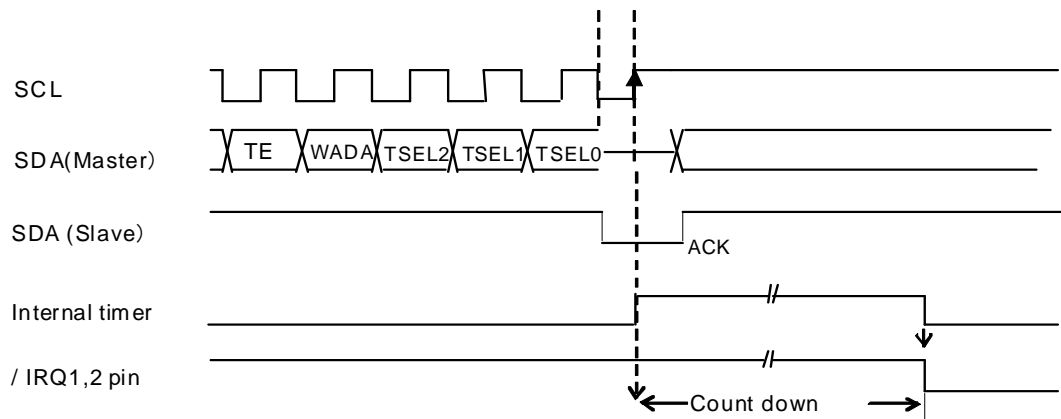 SCL
SDA(Master) TE WADA TSEL2 TSEL1 TSEL0
SDA (Slave) ACK
Internal timer
/ IRQ1,2 pin
Count down